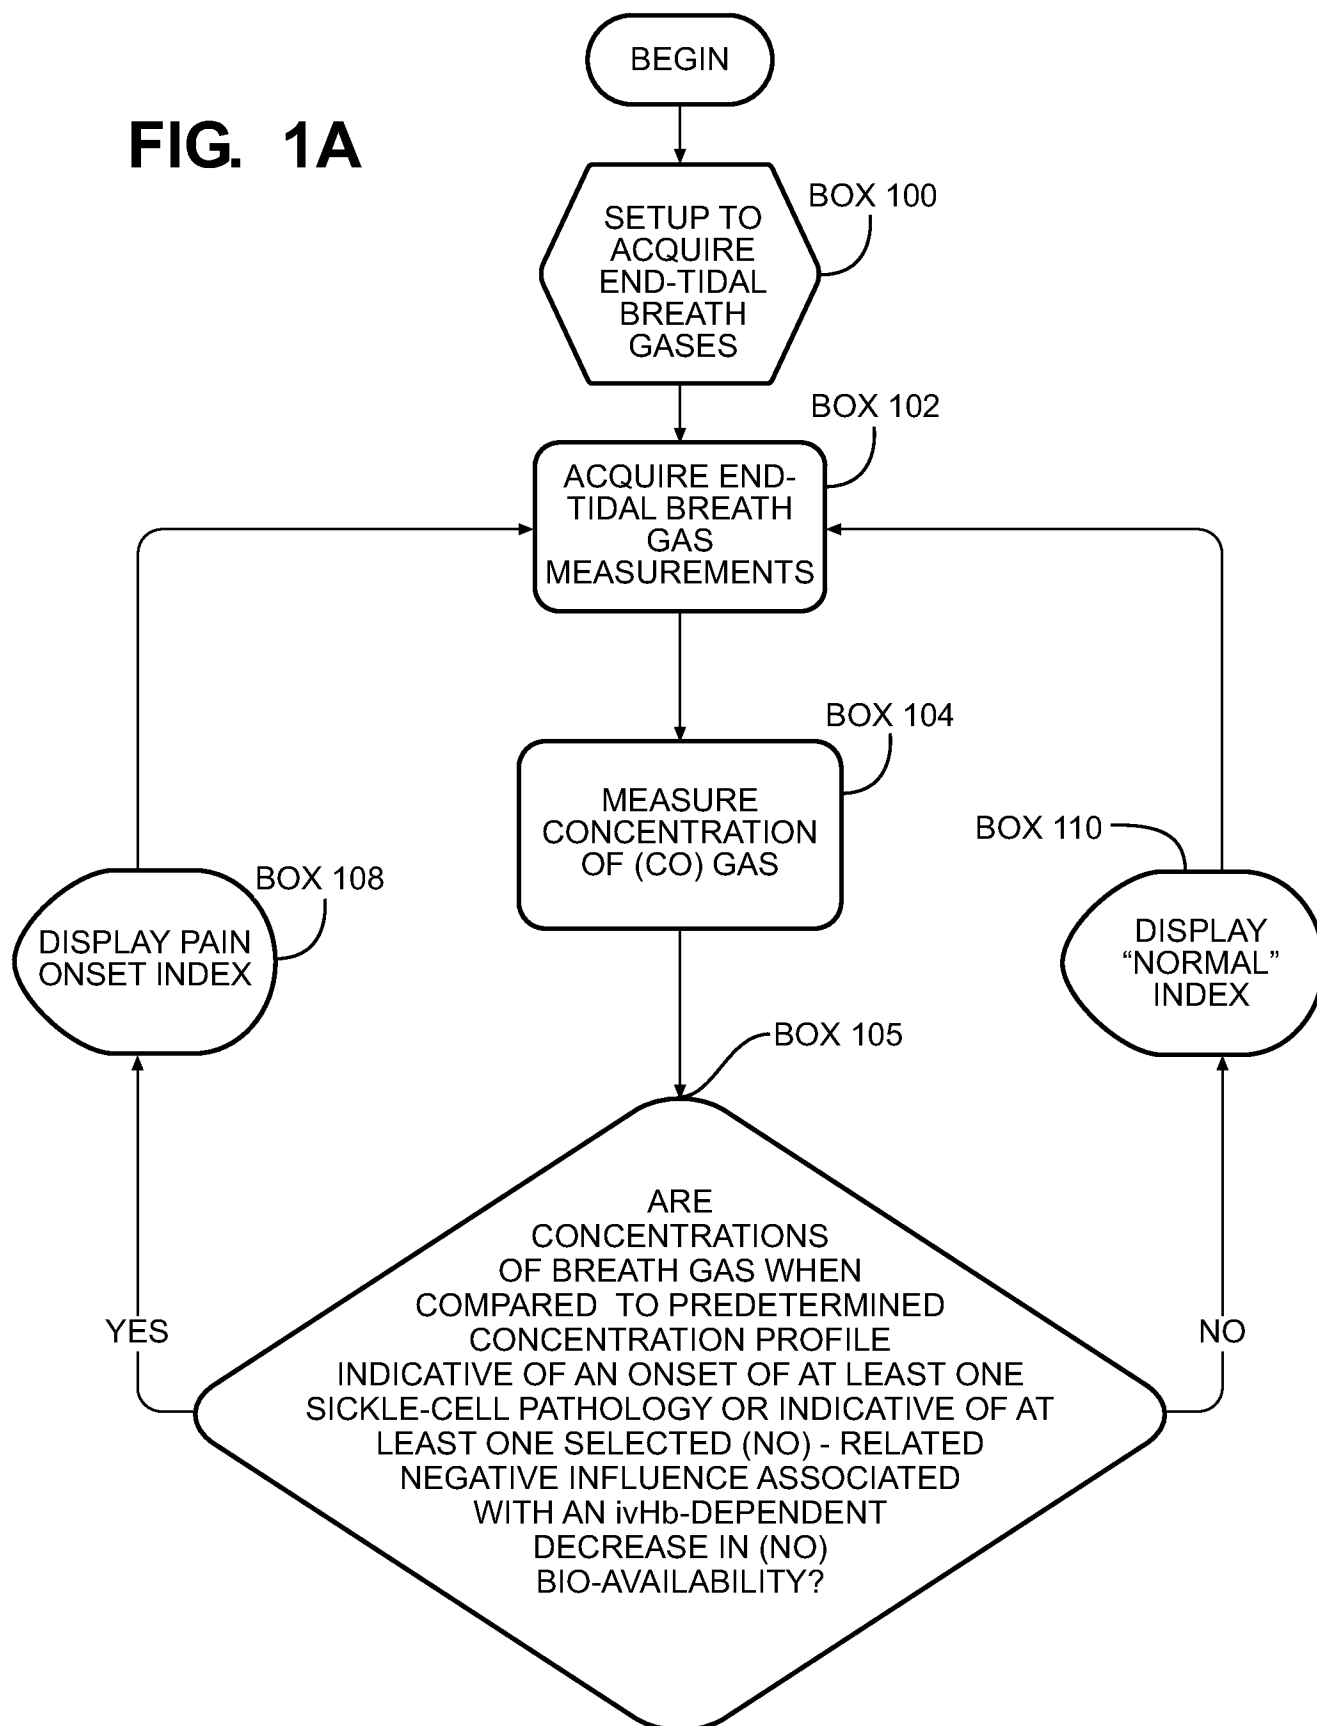 BEGIN
FIG. 1A
BOX 100
SETUP TO
ACQUIRE
END-TIDAL
BREATH
GASES
BOX 102
ACQUIRE END-
TIDAL BREATH
GAS
MEASUREMENTS
BOX 104
MEASURE
CONCENTRATION
OF (CO) GAS
BOX 108
DISPLAY PAIN
ONSET INDEX
BOX 110
DISPLAY
“NORMAL”
INDEX
BOX 105
ARE
CONCENTRATIONS
OF BREATH GAS WHEN
COMPARED TO PREDETERMINED
CONCENTRATION PROFILE
INDICATIVE OF AN ONSET OF AT LEAST ONE
SICKLE-CELL PATHOLOGY OR INDICATIVE OF AT
LEAST ONE SELECTED (NO) - RELATED
NEGATIVE INFLUENCE ASSOCIATED
WITH AN ivHb-DEPENDENT
DECREASE IN (NO)
BIO-AVAILABILITY?
YES
NO